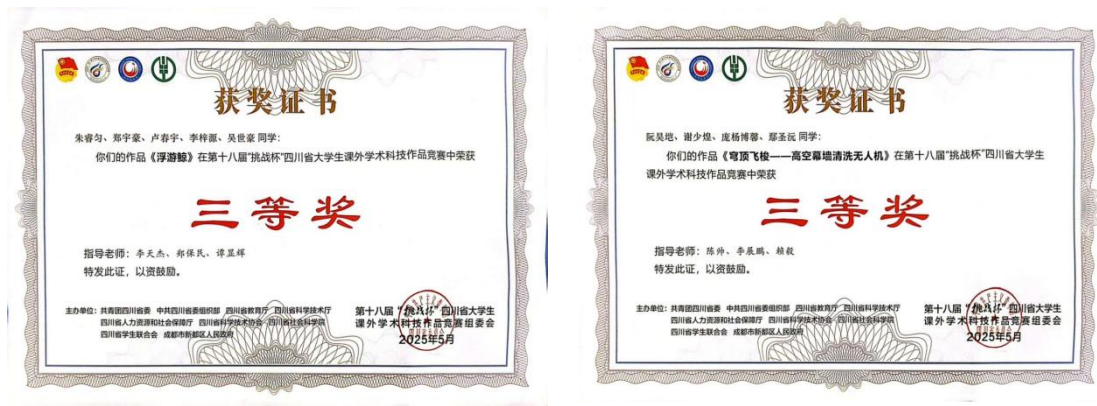 获奖证书
朱睿匀、郑宇豪、卢春宇、李梓源、吴世豪 同学：
你们的作品《浮游鲸》在第十八届“挑战杯”四川省大学生课外学术科技作品竞赛中荣获
三等奖
指导老师：李天杰、郑保民、谭显辉
特发此证，以资鼓励。
主办单位：共青团四川省委 中共四川省委组织部 四川省教育厅 四川省科学技术厅
四川省人力资源和社会保障厅 四川省科学技术协会 四川省社会科学院
四川省学生联合会 成都市新都区人民政府
第十八届“挑战杯”四川省大学生
课外学术科技作品竞赛组委会
2025年5月
获奖证书
阮昊地、谢少煌、庞杨博馨、鄢圣沅 同学：
你们的作品《穹顶飞梭——高空幕墙清洗无人机》在第十八届“挑战杯”四川省大学生
课外学术科技作品竞赛中荣获
三等奖
指导老师：陈帅、李晨鹏、赖毅
特发此证，以资鼓励。
主办单位：共青团四川省委 中共四川省委组织部 四川省教育厅 四川省科学技术厅
四川省人力资源和社会保障厅 四川省科学技术协会 四川省社会科学院
四川省学生联合会 成都市新都区人民政府
第十八届“挑战杯”四川省大学生
课外学术科技作品竞赛组委会
2025年5月